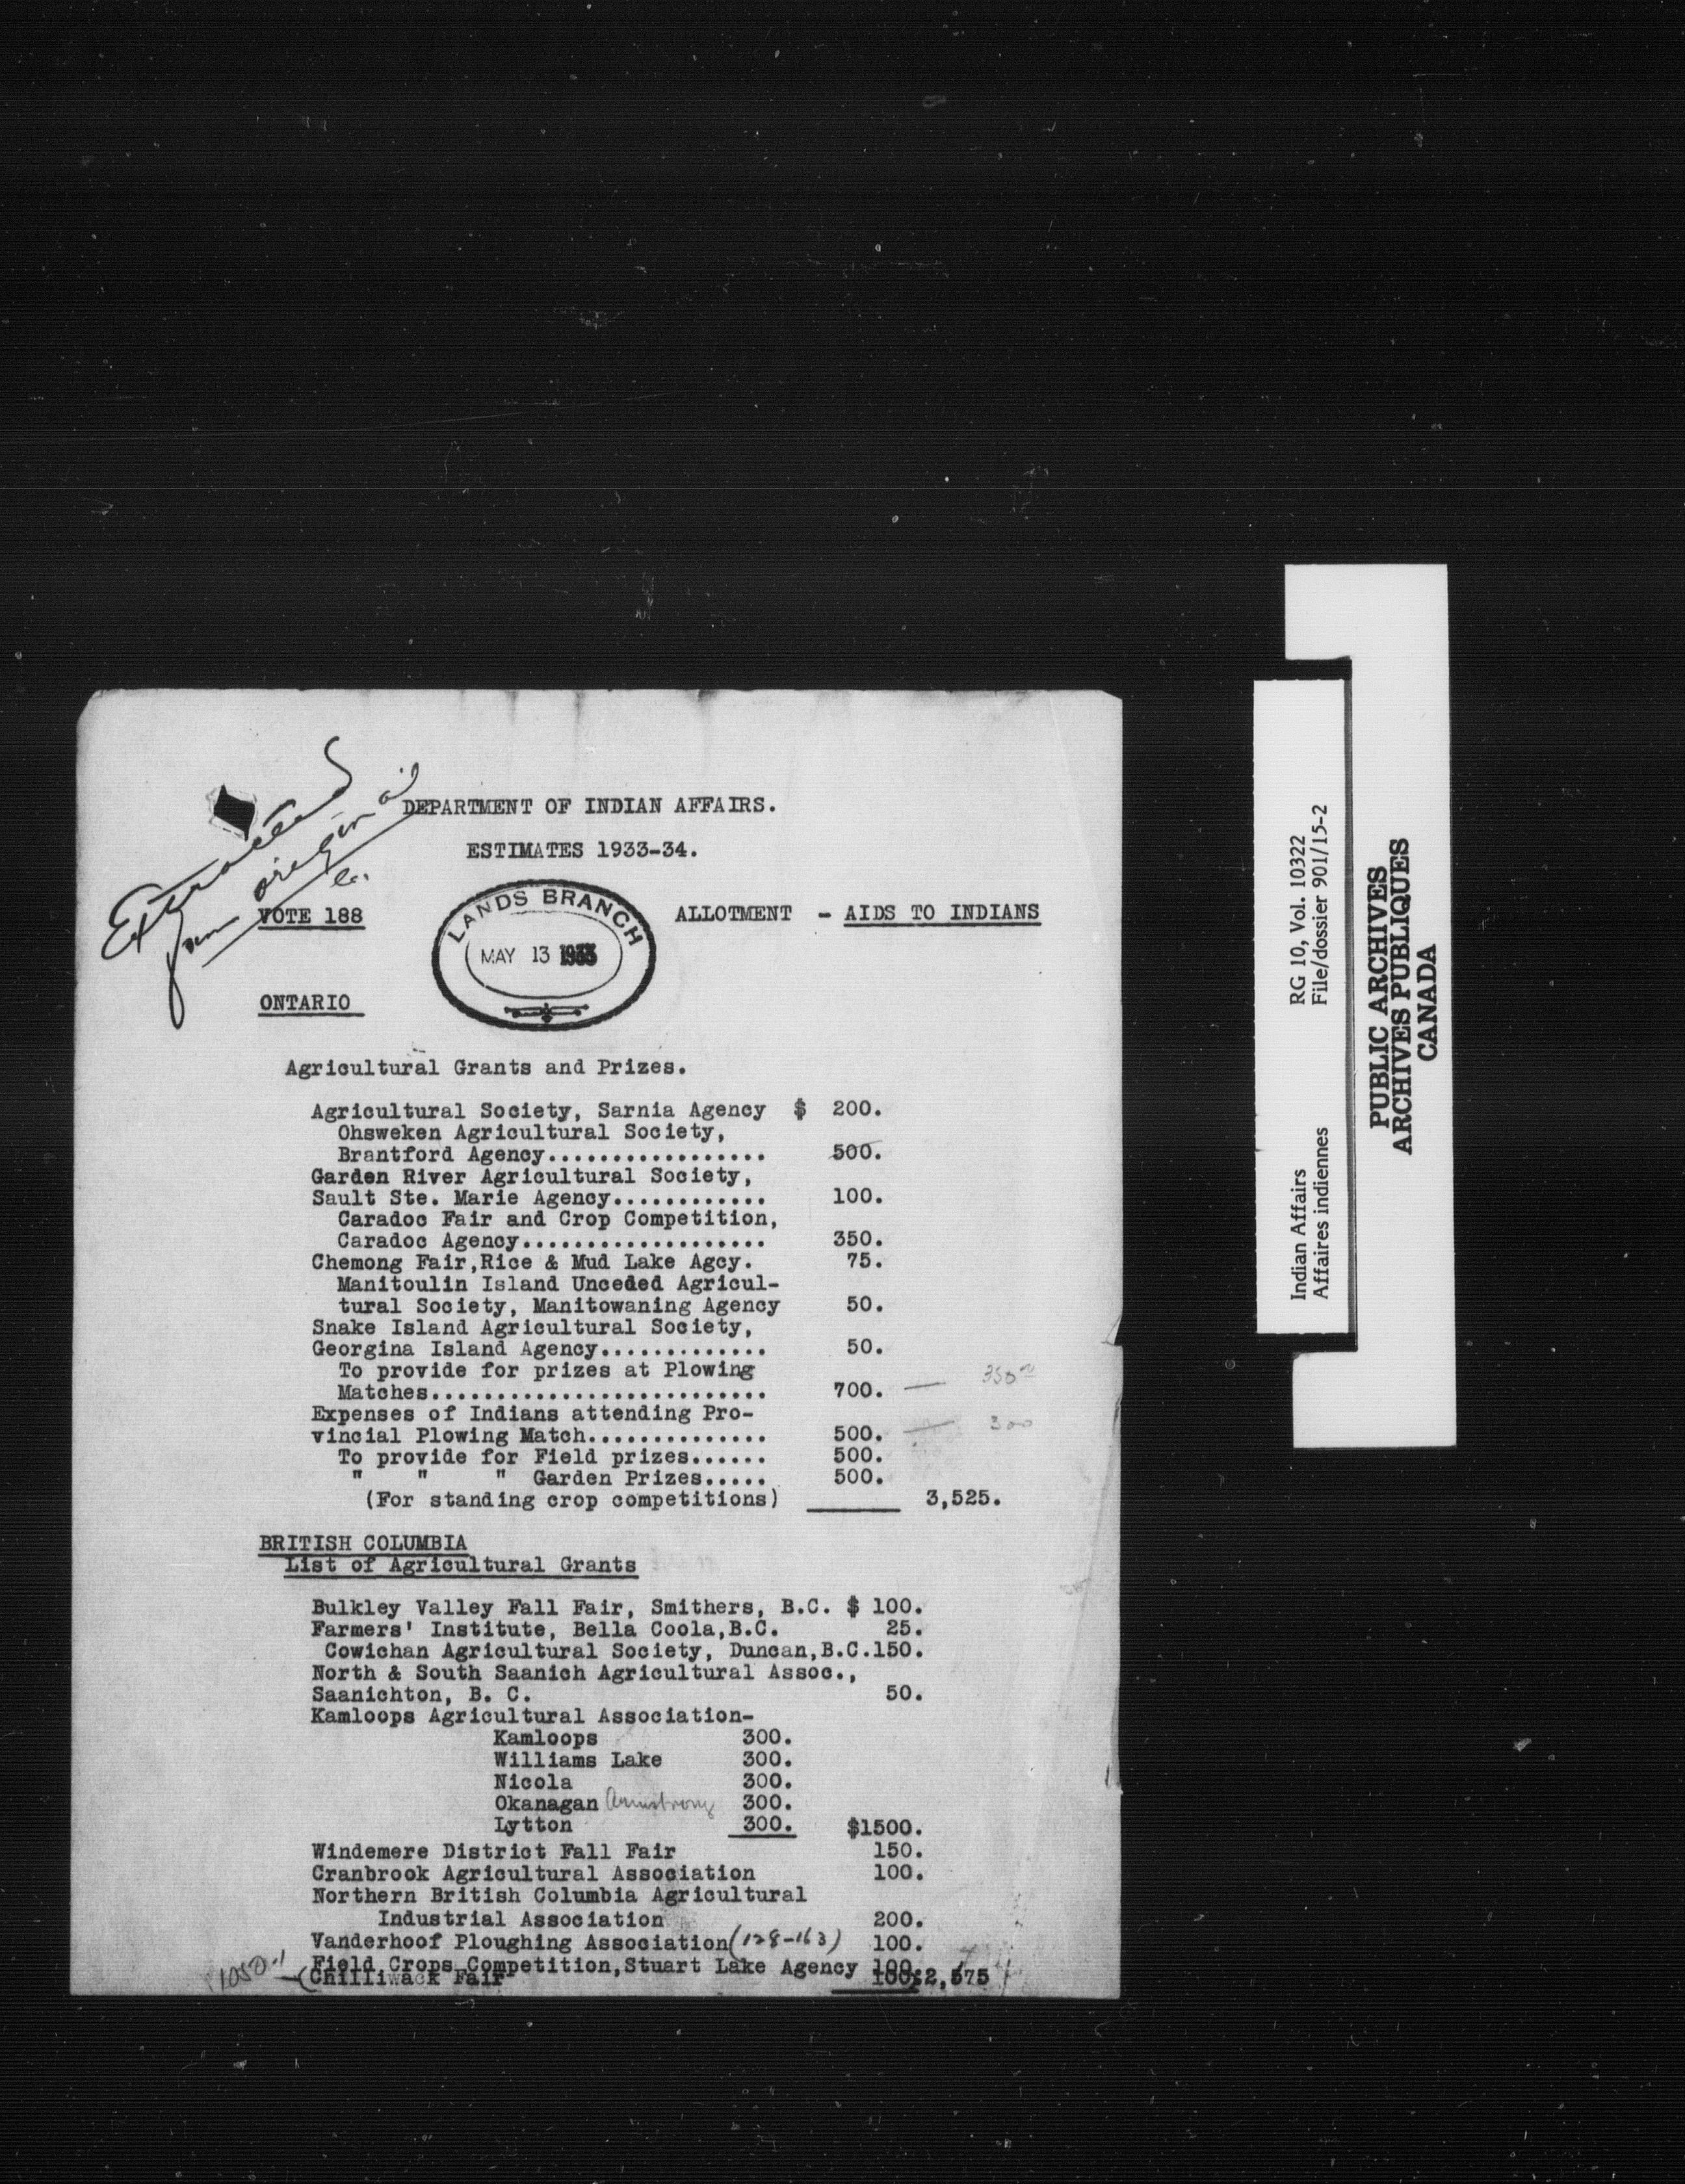 Extracted
from original
DEPARTMENT OF INDIAN AFFAIRS.
ESTIMATES 1933-34.
VOTE 188
LANDS BRANCH
MAY 13 1933
ALLOTMENT - AIDS TO INDIANS
ONTARIO
Agricultural Grants and Prizes.
Agricultural Society, Sarnia Agency $ 200.
Ohsweken Agricultural Society,
Brantford Agency................. 500.
Garden River Agricultural Society,
Sault Ste. Marie Agency............ 100.
Caradoc Fair and Crop Competition,
Caradoc Agency................... 350.
Chemong Fair,Rice & Mud Lake Agcy. 75.
Manitoulin Island Unceded Agricul-
tural Society, Manitowaning Agency 50.
Snake Island Agricultural Society,
Georgina Island Agency............. 50.
To provide for prizes at Plowing
Matches.......................... 700. — 350
Expenses of Indians attending Pro-
vincial Plowing Match.............. 500. — 300
To provide for Field prizes...... 500.
" " " Garden Prizes..... 500.
(For standing crop competitions) 3,525.
BRITISH COLUMBIA
List of Agricultural Grants
Bulkley Valley Fall Fair, Smithers, B.C. $ 100.
Farmers' Institute, Bella Coola,B.C. 25.
Cowichan Agricultural Society, Duncan,B.C.150.
North & South Saanich Agricultural Assoc.,
Saanichton, B. C. 50.
Kamloops Agricultural Association-
Kamloops 300.
Williams Lake 300.
Nicola 300.
Okanagan Armstrong 300.
Lytton 300. $1500.
Windemere District Fall Fair 150.
Cranbrook Agricultural Association 100.
Northern British Columbia Agricultural
Industrial Association 200.
Vanderhoof Ploughing Association (128-163) 100.
Field Crops Competition,Stuart Lake Agency 100.
1050.- (Chilliwack Fair 100.
Indian Affairs RG 10, Vol. 10322
Affaires indiennes File/dossier 901/15-2
PUBLIC ARCHIVES
ARCHIVES PUBLIQUES
CANADA